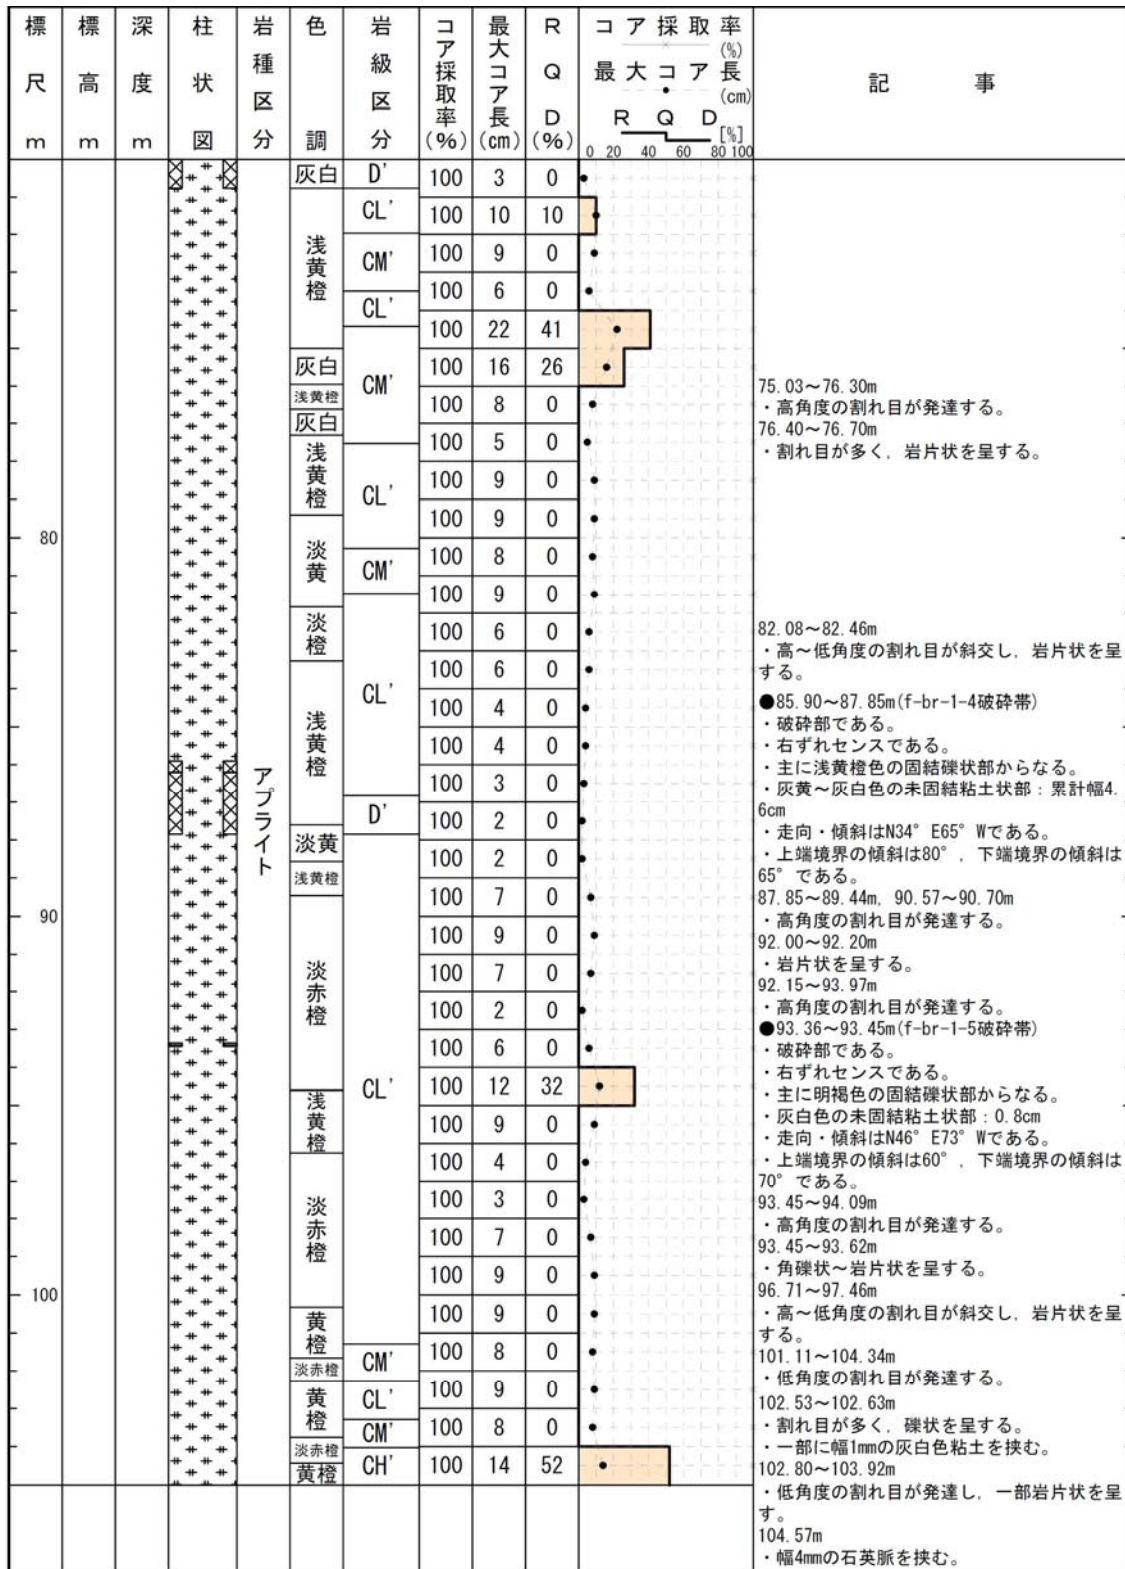 標尺m
標高m
深度m
柱状図
岩種区分
色調
岩級区分
コア採取率(%)
最大コア長(cm)
RQD(%)
コア採取率(%)
最大コア長(cm)
RQD[%]
0 20 40 60 80 100
記事
80
90
100
アプライト
灰白
浅黄橙
灰白
浅黄橙
灰白
浅黄橙
淡黄
淡橙
浅黄橙
淡黄
浅黄橙
淡赤橙
浅黄橙
淡赤橙
黄橙
淡赤橙
黄橙
淡赤橙
黄橙
D'
CL'
CM'
CL'
CM'
CL'
CM'
CL'
D'
CL'
CM'
CL'
CM'
CH'
100 3 0
100 10 10
100 9 0
100 6 0
100 22 41
100 16 26
100 8 0
100 5 0
100 9 0
100 9 0
100 8 0
100 9 0
100 6 0
100 6 0
100 4 0
100 4 0
100 3 0
100 2 0
100 2 0
100 7 0
100 9 0
100 7 0
100 2 0
100 6 0
100 12 32
100 9 0
100 4 0
100 3 0
100 7 0
100 9 0
100 9 0
100 8 0
100 9 0
100 8 0
100 14 52
75.03～76.30m
・高角度の割れ目が発達する。
76.40～76.70m
・割れ目が多く，岩片状を呈する。
82.08～82.46m
・高～低角度の割れ目が斜交し，岩片状を呈
する。
●85.90～87.85m(f-br-1-4破砕帯)
・破砕部である。
・右ずれセンスである。
・主に浅黄橙色の固結礫状部からなる。
・灰黄～灰白色の未固結粘土状部：累計幅4.
6cm
・走向・傾斜はN34°E65°Wである。
・上端境界の傾斜は80°，下端境界の傾斜は
65°である。
87.85～89.44m，90.57～90.70m
・高角度の割れ目が発達する。
92.00～92.20m
・岩片状を呈する。
92.15～93.97m
・高角度の割れ目が発達する。
●93.36～93.45m(f-br-1-5破砕帯)
・破砕部である。
・右ずれセンスである。
・主に明褐色の固結礫状部からなる。
・灰白色の未固結粘土状部：0.8cm
・走向・傾斜はN46°E73°Wである。
・上端境界の傾斜は60°，下端境界の傾斜は
70°である。
93.45～94.09m
・高角度の割れ目が発達する。
93.45～93.62m
・角礫状～岩片状を呈する。
96.71～97.46m
・高～低角度の割れ目が斜交し，岩片状を呈
する。
101.11～104.34m
・低角度の割れ目が発達する。
102.53～102.63m
・割れ目が多く，礫状を呈する。
・一部に幅1mmの灰白色粘土を挟む。
102.80～103.92m
・低角度の割れ目が発達し，一部岩片状を呈
す。
104.57m
・幅4mmの石英脈を挟む。